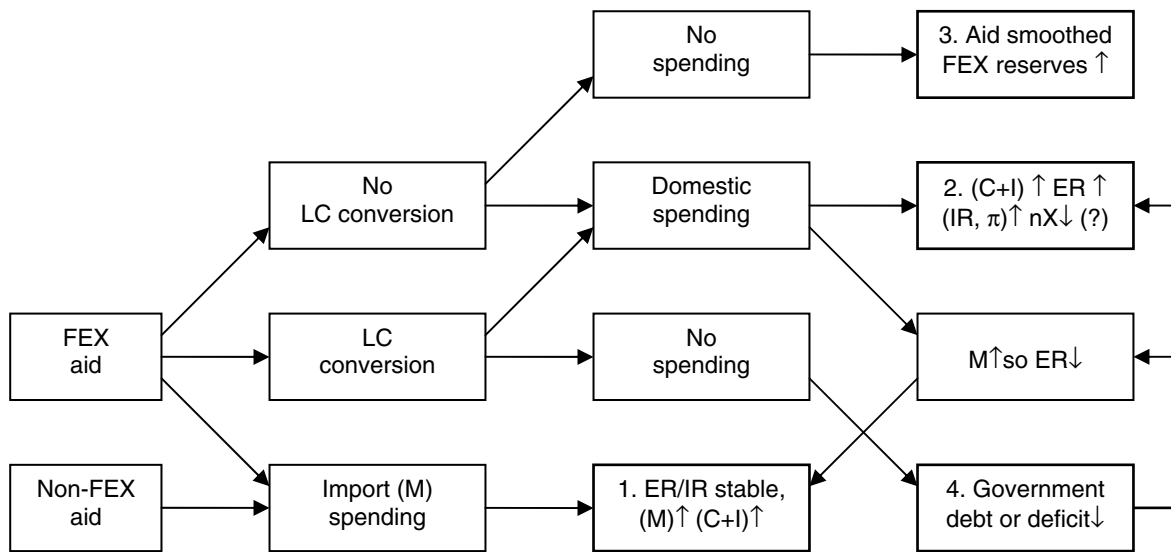 No
spending
3. Aid smoothed
FEX reserves ↑
No
LC conversion
Domestic
spending
2. (C+I) ↑ ER ↑
(IR, π)↑ nX↓ (?)
FEX
aid
LC
conversion
No
spending
M↑so ER↓
Non-FEX
aid
Import (M)
spending
1. ER/IR stable,
(M)↑ (C+I)↑
4. Government
debt or deficit↓